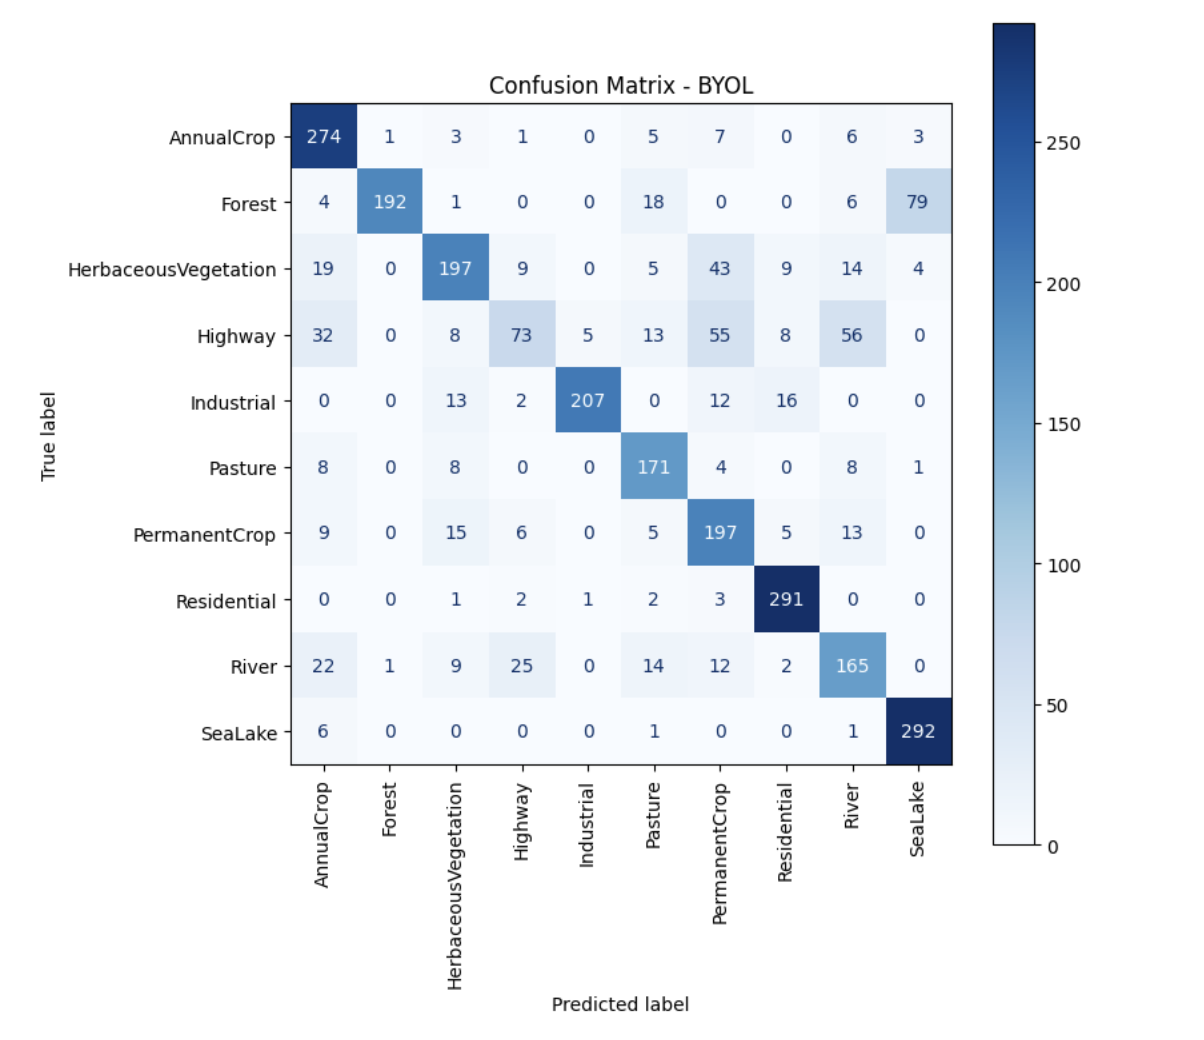 Confusion Matrix - BYOL
AnnualCrop 274 1 3 1 0 5 7 0 6 3
Forest 4 192 1 0 0 18 0 0 6 79
HerbaceousVegetation 19 0 197 9 0 5 43 9 14 4
Highway 32 0 8 73 5 13 55 8 56 0
Industrial 0 0 13 2 207 0 12 16 0 0
Pasture 8 0 8 0 0 171 4 0 8 1
PermanentCrop 9 0 15 6 0 5 197 5 13 0
Residential 0 0 1 2 1 2 3 291 0 0
River 22 1 9 25 0 14 12 2 165 0
SeaLake 6 0 0 0 0 1 0 0 1 292
True label
AnnualCrop
Forest
HerbaceousVegetation
Highway
Industrial
Pasture
PermanentCrop
Residential
River
SeaLake
Predicted label
250
200
150
100
50
0